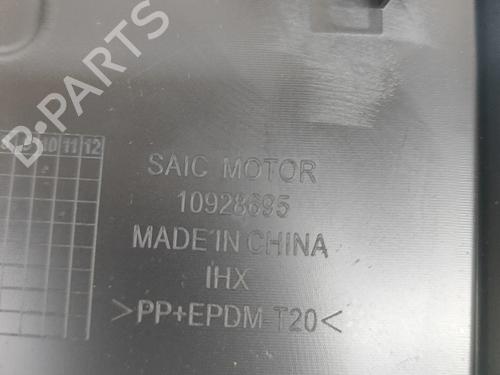 B-PARTS
10 11 12
SAIC MOTOR
10928695
MADE IN CHINA
IHX
>PP+EPDM T20<